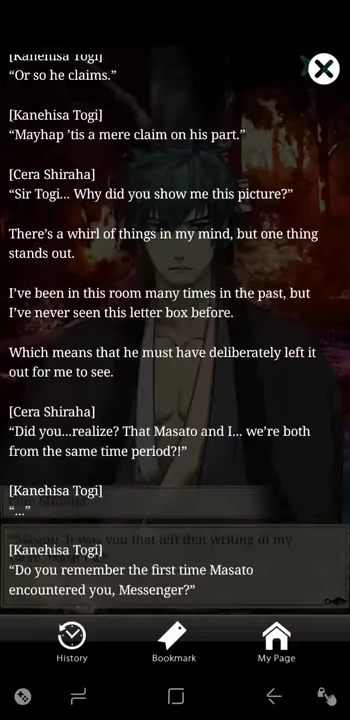 [Kanehisa Togi]
“Or so he claims.”
[Kanehisa Togi]
“Mayhap ’tis a mere claim on his part.”
[Cera Shiraha]
“Sir Togi... Why did you show me this picture?”
There’s a whirl of things in my mind, but one thing
stands out.
I’ve been in this room many times in the past, but
I’ve never seen this letter box before.
Which means that he must have deliberately left it
out for me to see.
[Cera Shiraha]
“Did you...realize? That Masato and I... we’re both
from the same time period?!”
[Kanehisa Togi]
“...”
[Kanehisa Togi]
“Do you remember the first time Masato
encountered you, Messenger?”
History
Bookmark
My Page